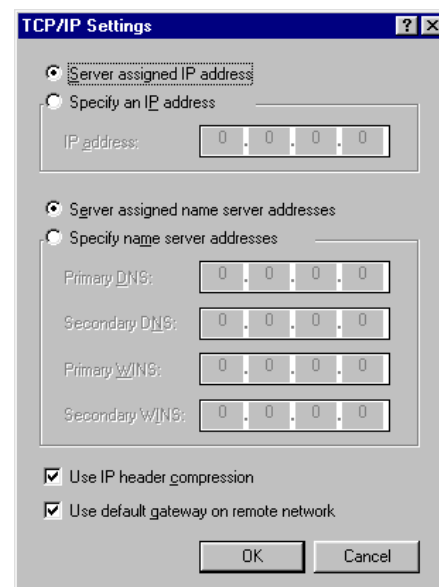 TCP/IP Settings
Server assigned IP address
Specify an IP address
IP address: 0 . 0 . 0 . 0
Server assigned name server addresses
Specify name server addresses
Primary DNS: 0 . 0 . 0 . 0
Secondary DNS: 0 . 0 . 0 . 0
Primary WINS: 0 . 0 . 0 . 0
Secondary WINS: 0 . 0 . 0 . 0
Use IP header compression
Use default gateway on remote network
OK Cancel